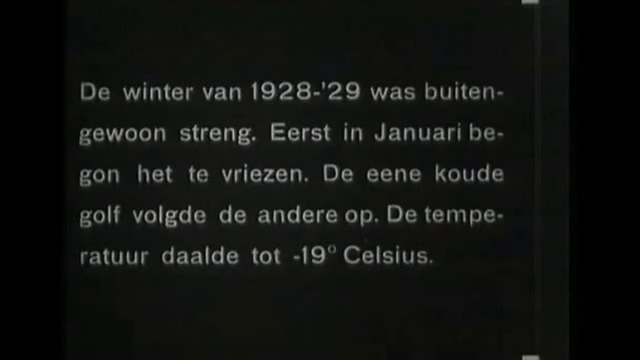 De winter van 1928-'29 was buiten-
gewoon streng. Eerst in Januari be-
gon het te vriezen. De eene koude
golf volgde de andere op. De tempe-
ratuur daalde tot -19° Celsius.